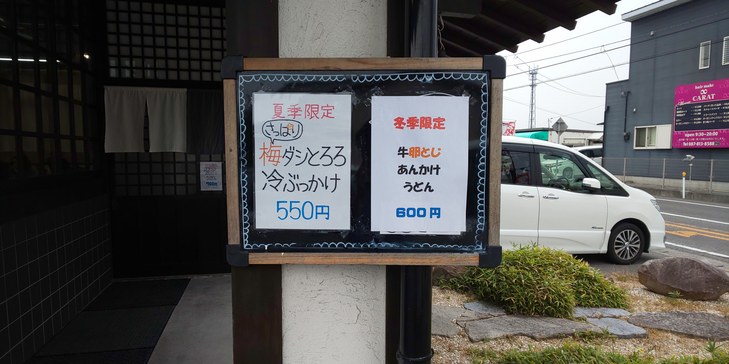 夏季限定
さっぱり
梅ダシとろろ
冷ぶっかけ
550円
冬季限定
牛卵とじ
あんかけ
うどん
600円
hair make
CARAT